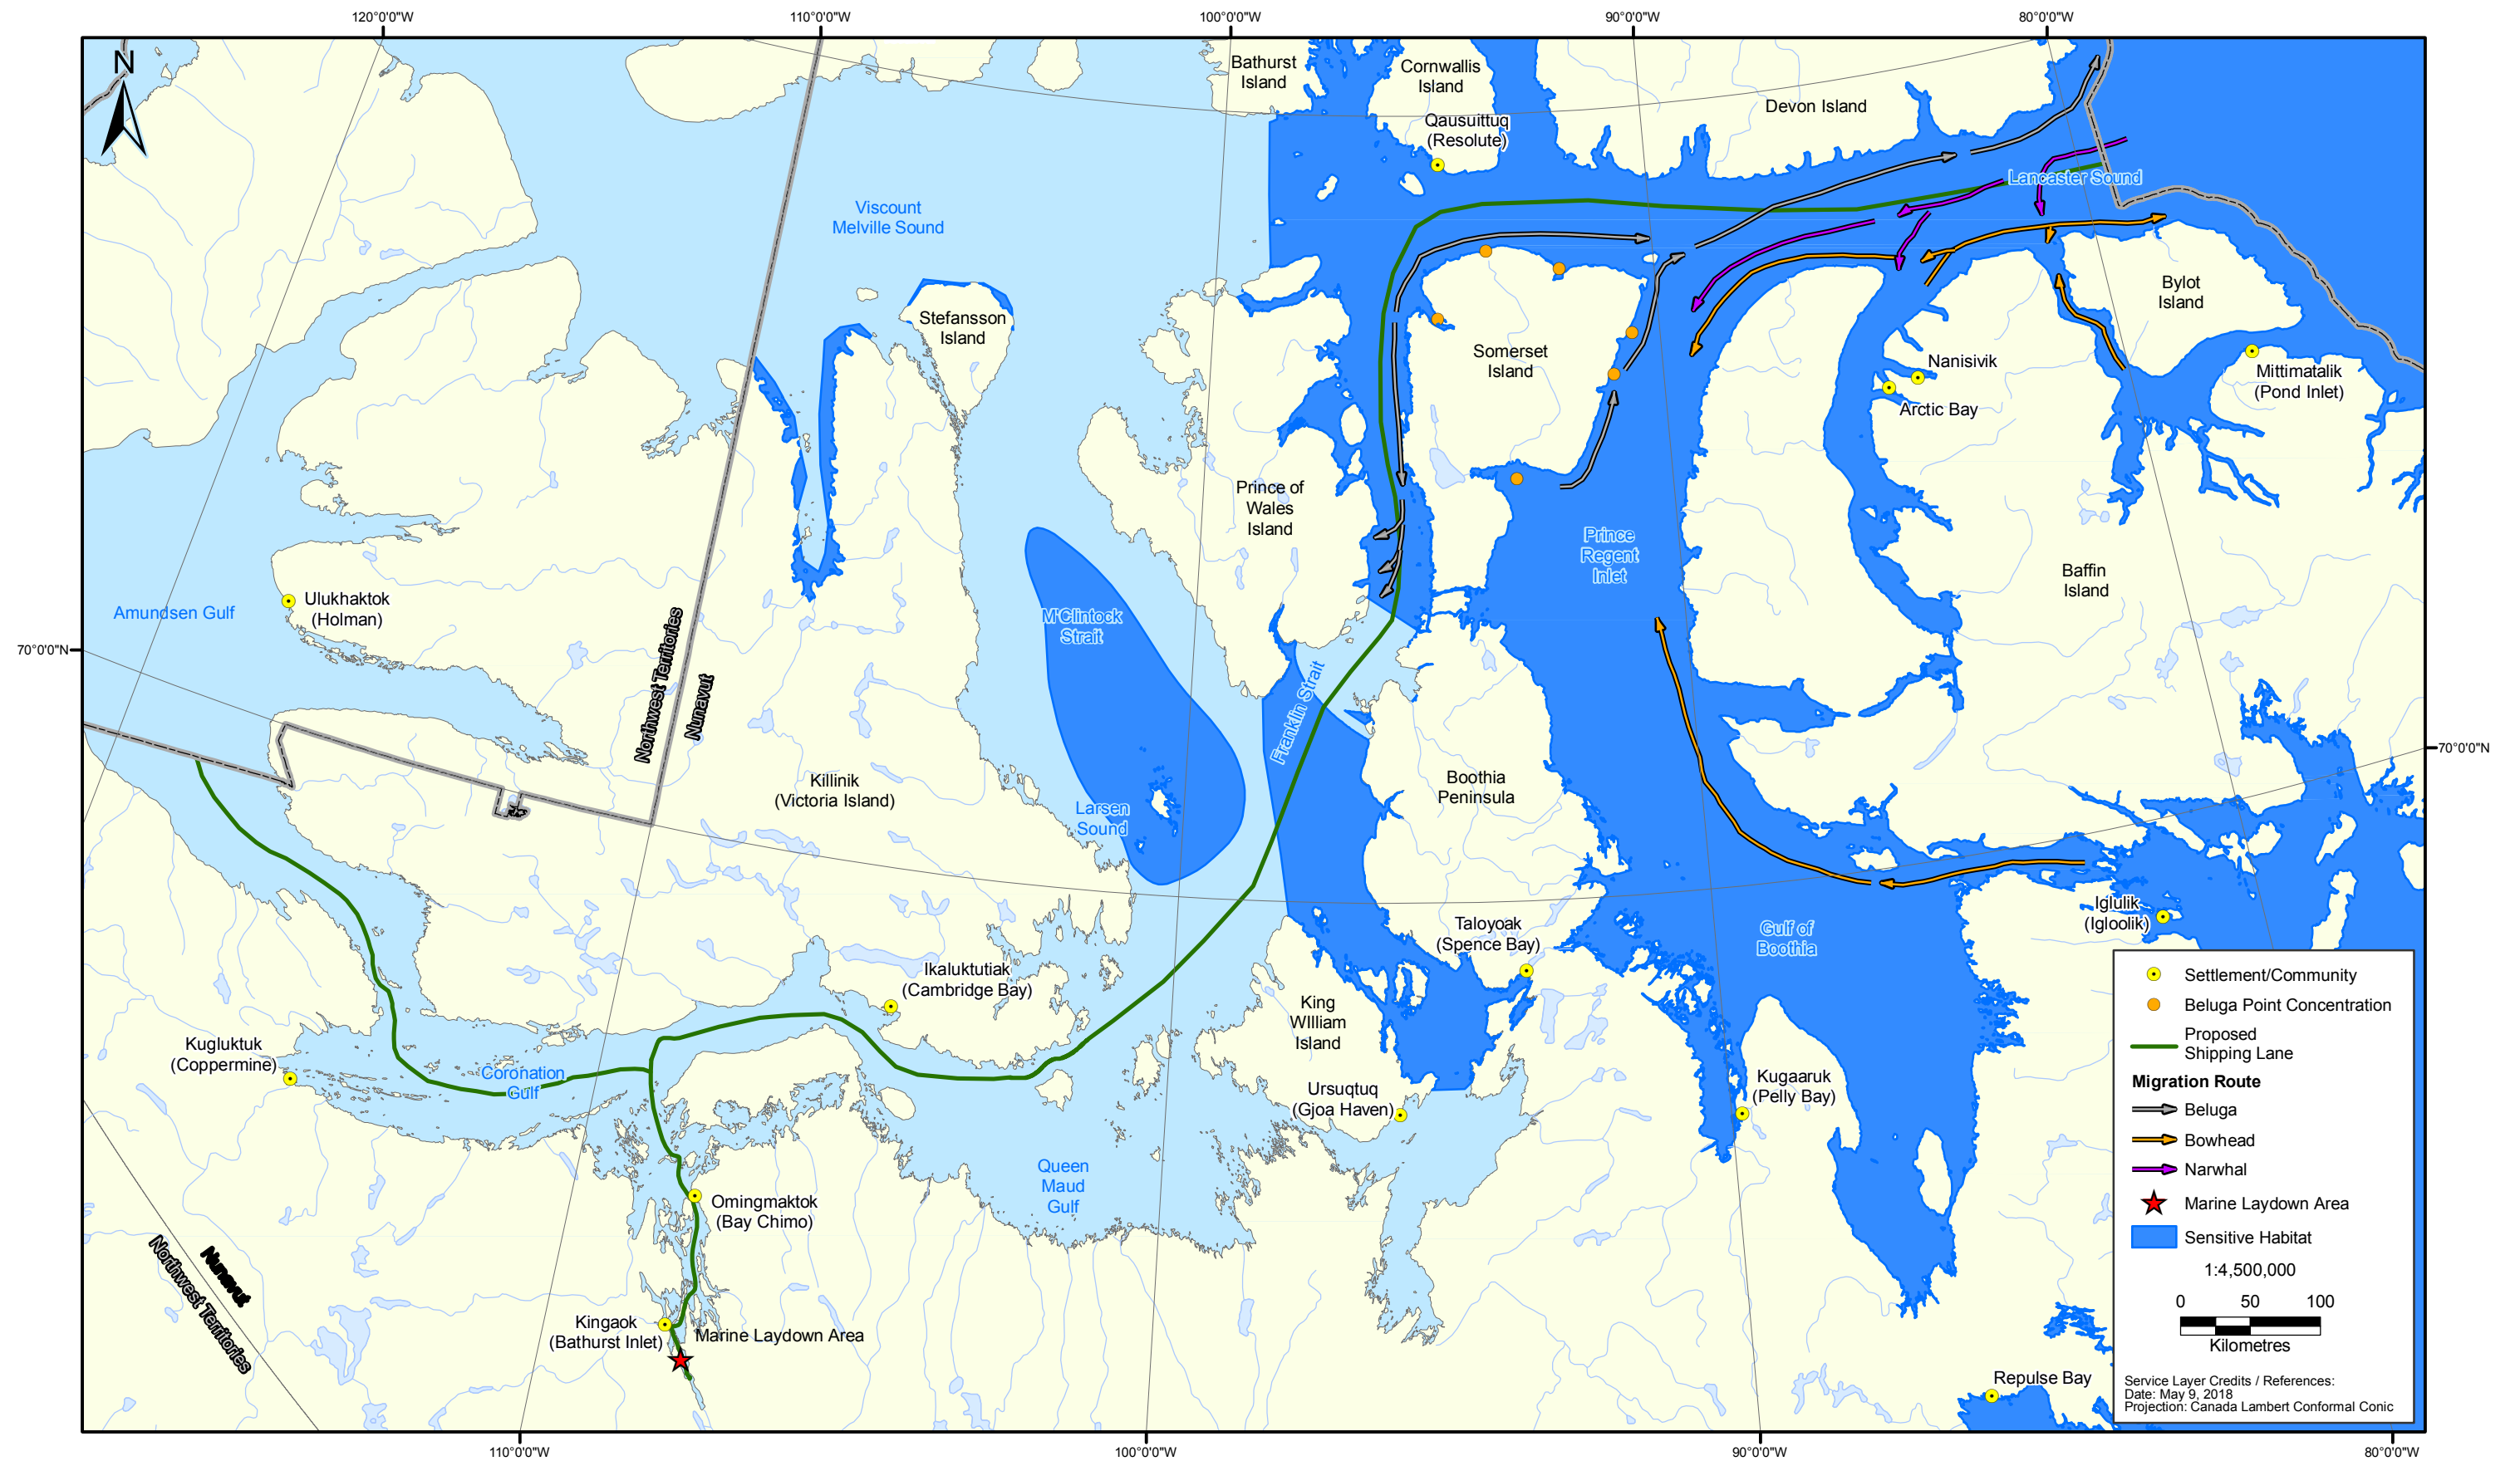 120°0'0"W
110°0'0"W
100°0'0"W
90°0'0"W
80°0'0"W
N
Bathurst
Island
Cornwallis
Island
Devon Island
Qausuittuq
(Resolute)
Lancaster Sound
Viscount
Melville Sound
Stefansson
Island
Somerset
Island
Bylot
Island
Nanisivik
Arctic Bay
Mittimatalik
(Pond Inlet)
Prince of
Wales
Island
Prince
Regent
Inlet
Baffin
Island
Amundsen Gulf
Ulukhaktok
(Holman)
M'Clintock
Strait
70°0'0"N
Northwest Territories
Nunavut
Franklin Strait
70°0'0"N
Killinik
(Victoria Island)
Larsen
Sound
Boothia
Peninsula
Taloyoak
(Spence Bay)
Gulf of
Boothia
Iglulik
(Igloolik)
Ikaluktutiak
(Cambridge Bay)
King
WIlliam
Island
Kugluktuk
(Coppermine)
Coronation
Gulf
Ursuqtuq
(Gjoa Haven)
Kugaaruk
(Pelly Bay)
Queen
Maud
Gulf
Omingmaktok
(Bay Chimo)
Nunavut
Northwest Territories
Kingaok
(Bathurst Inlet)
Marine Laydown Area
Repulse Bay
Settlement/Community
Beluga Point Concentration
Proposed
Shipping Lane
Migration Route
Beluga
Bowhead
Narwhal
Marine Laydown Area
Sensitive Habitat
1:4,500,000
0 50 100
Kilometres
Service Layer Credits / References:
Date: May 9, 2018
Projection: Canada Lambert Conformal Conic
110°0'0"W
100°0'0"W
90°0'0"W
80°0'0"W